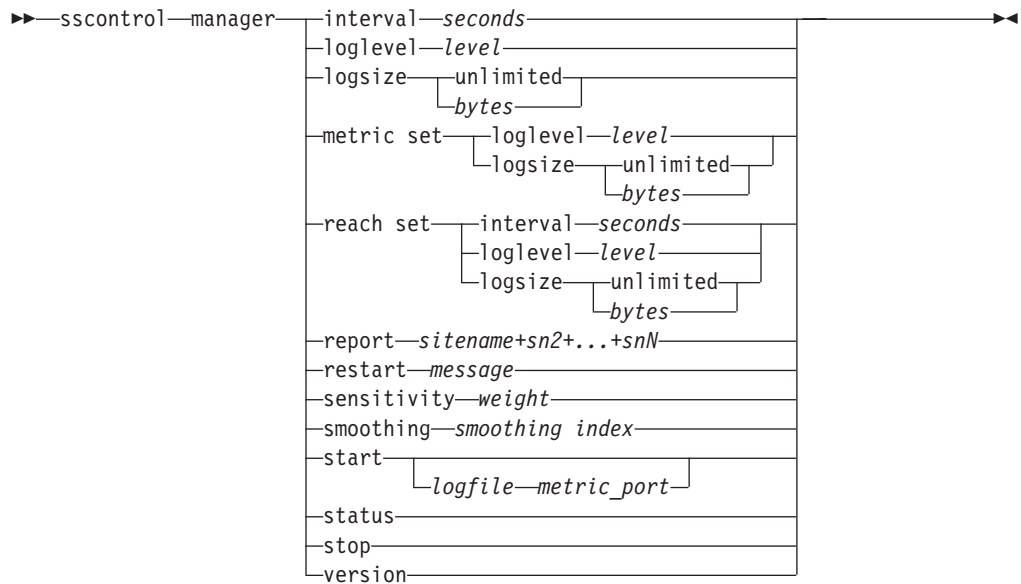 sscontrol manager interval seconds
loglevel level
logsize unlimited
bytes
metric set loglevel level
logsize unlimited
bytes
reach set interval seconds
loglevel level
logsize unlimited
bytes
report sitename+sn2+...+snN
restart message
sensitivity weight
smoothing smoothing index
start
logfile metric_port
status
stop
version